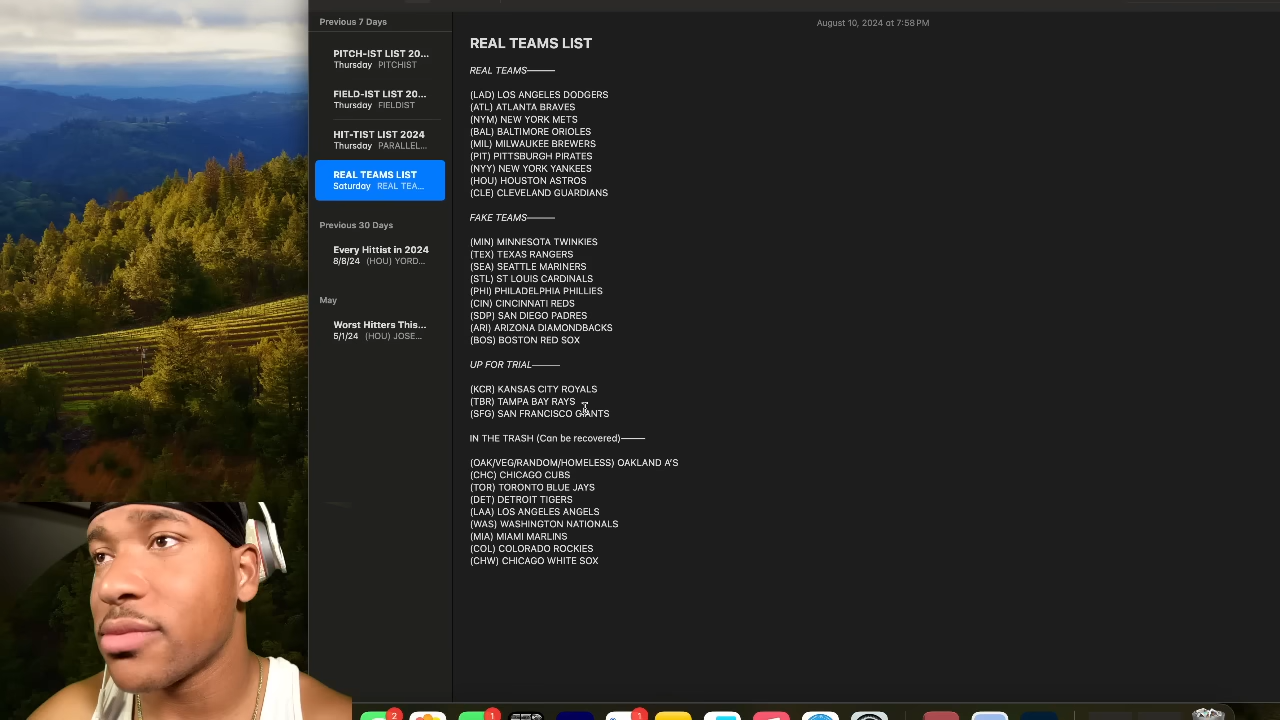 Previous 7 Days
PITCH-IST LIST 20...
Thursday PITCHIST
FIELD-IST LIST 20...
Thursday FIELDIST
HIT-TIST LIST 2024
Thursday PARALLEL...
REAL TEAMS LIST
Saturday REAL TEA...
Previous 30 Days
Every Hittist in 2024
8/8/24 (HOU) YORD...
May
Worst Hitters This...
5/1/24 (HOU) JOSE...
August 10, 2024 at 7:58 PM
REAL TEAMS LIST
REAL TEAMS———
(LAD) LOS ANGELES DODGERS
(ATL) ATLANTA BRAVES
(NYM) NEW YORK METS
(BAL) BALTIMORE ORIOLES
(MIL) MILWAUKEE BREWERS
(PIT) PITTSBURGH PIRATES
(NYY) NEW YORK YANKEES
(HOU) HOUSTON ASTROS
(CLE) CLEVELAND GUARDIANS
FAKE TEAMS———
(MIN) MINNESOTA TWINKIES
(TEX) TEXAS RANGERS
(SEA) SEATTLE MARINERS
(STL) ST LOUIS CARDINALS
(PHI) PHILADELPHIA PHILLIES
(CIN) CINCINNATI REDS
(SDP) SAN DIEGO PADRES
(ARI) ARIZONA DIAMONDBACKS
(BOS) BOSTON RED SOX
UP FOR TRIAL———
(KCR) KANSAS CITY ROYALS
(TBR) TAMPA BAY RAYS
(SFG) SAN FRANCISCO GIANTS
IN THE TRASH (Can be recovered)———
(OAK/VEG/RANDOM/HOMELESS) OAKLAND A'S
(CHC) CHICAGO CUBS
(TOR) TORONTO BLUE JAYS
(DET) DETROIT TIGERS
(LAA) LOS ANGELES ANGELS
(WAS) WASHINGTON NATIONALS
(MIA) MIAMI MARLINS
(COL) COLORADO ROCKIES
(CHW) CHICAGO WHITE SOX
2
1
1